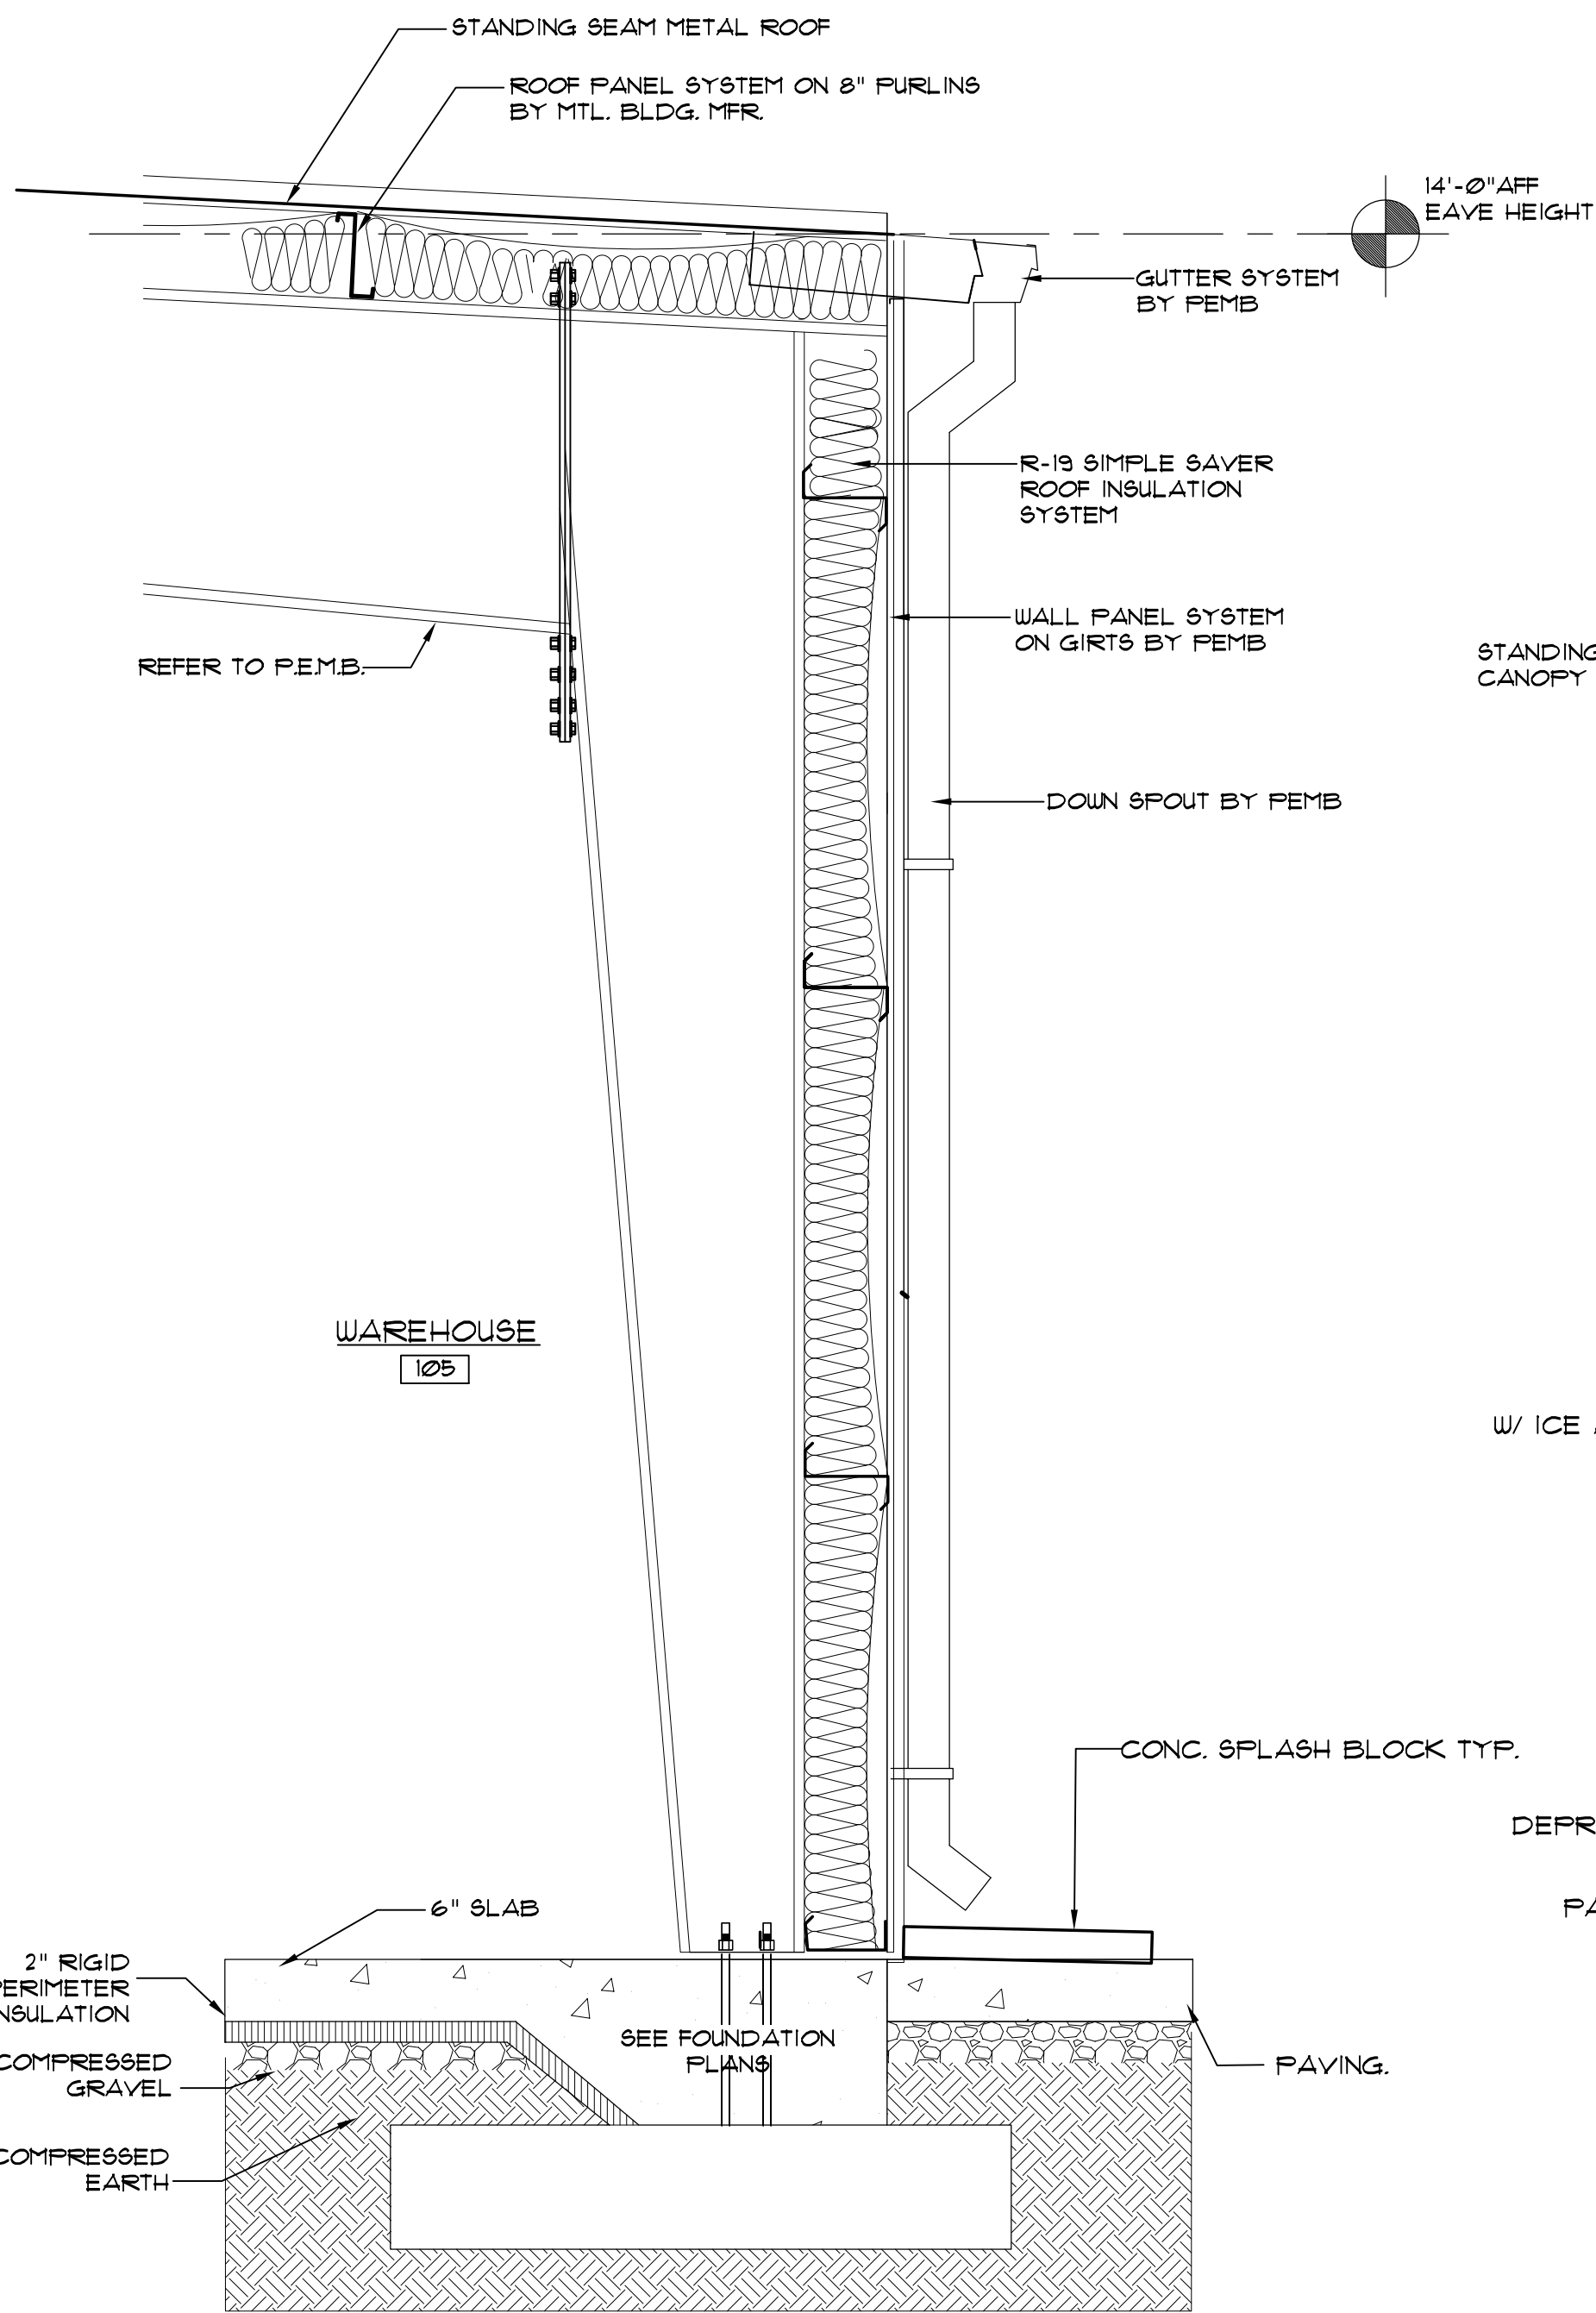 STANDING SEAM METAL ROOF
ROOF PANEL SYSTEM ON 8" PURLINS
BY MTL. BLDG. MFR.
14'-0" AFF
EAVE HEIGHT
GUTTER SYSTEM
BY PEMB
R-19 SIMPLE SAVER
ROOF INSULATION
SYSTEM
WALL PANEL SYSTEM
ON GIRTS BY PEMB
STANDING
CANOPY
REFER TO P.E.M.B.
DOWN SPOUT BY PEMB
WAREHOUSE
105
W/ ICE
CONC. SPLASH BLOCK TYP.
DEPR
PA
6" SLAB
2" RIGID
PERIMETER
INSULATION
SEE FOUNDATION
PLANS
COMPRESSED
GRAVEL
PAVING.
COMPRESSED
EARTH